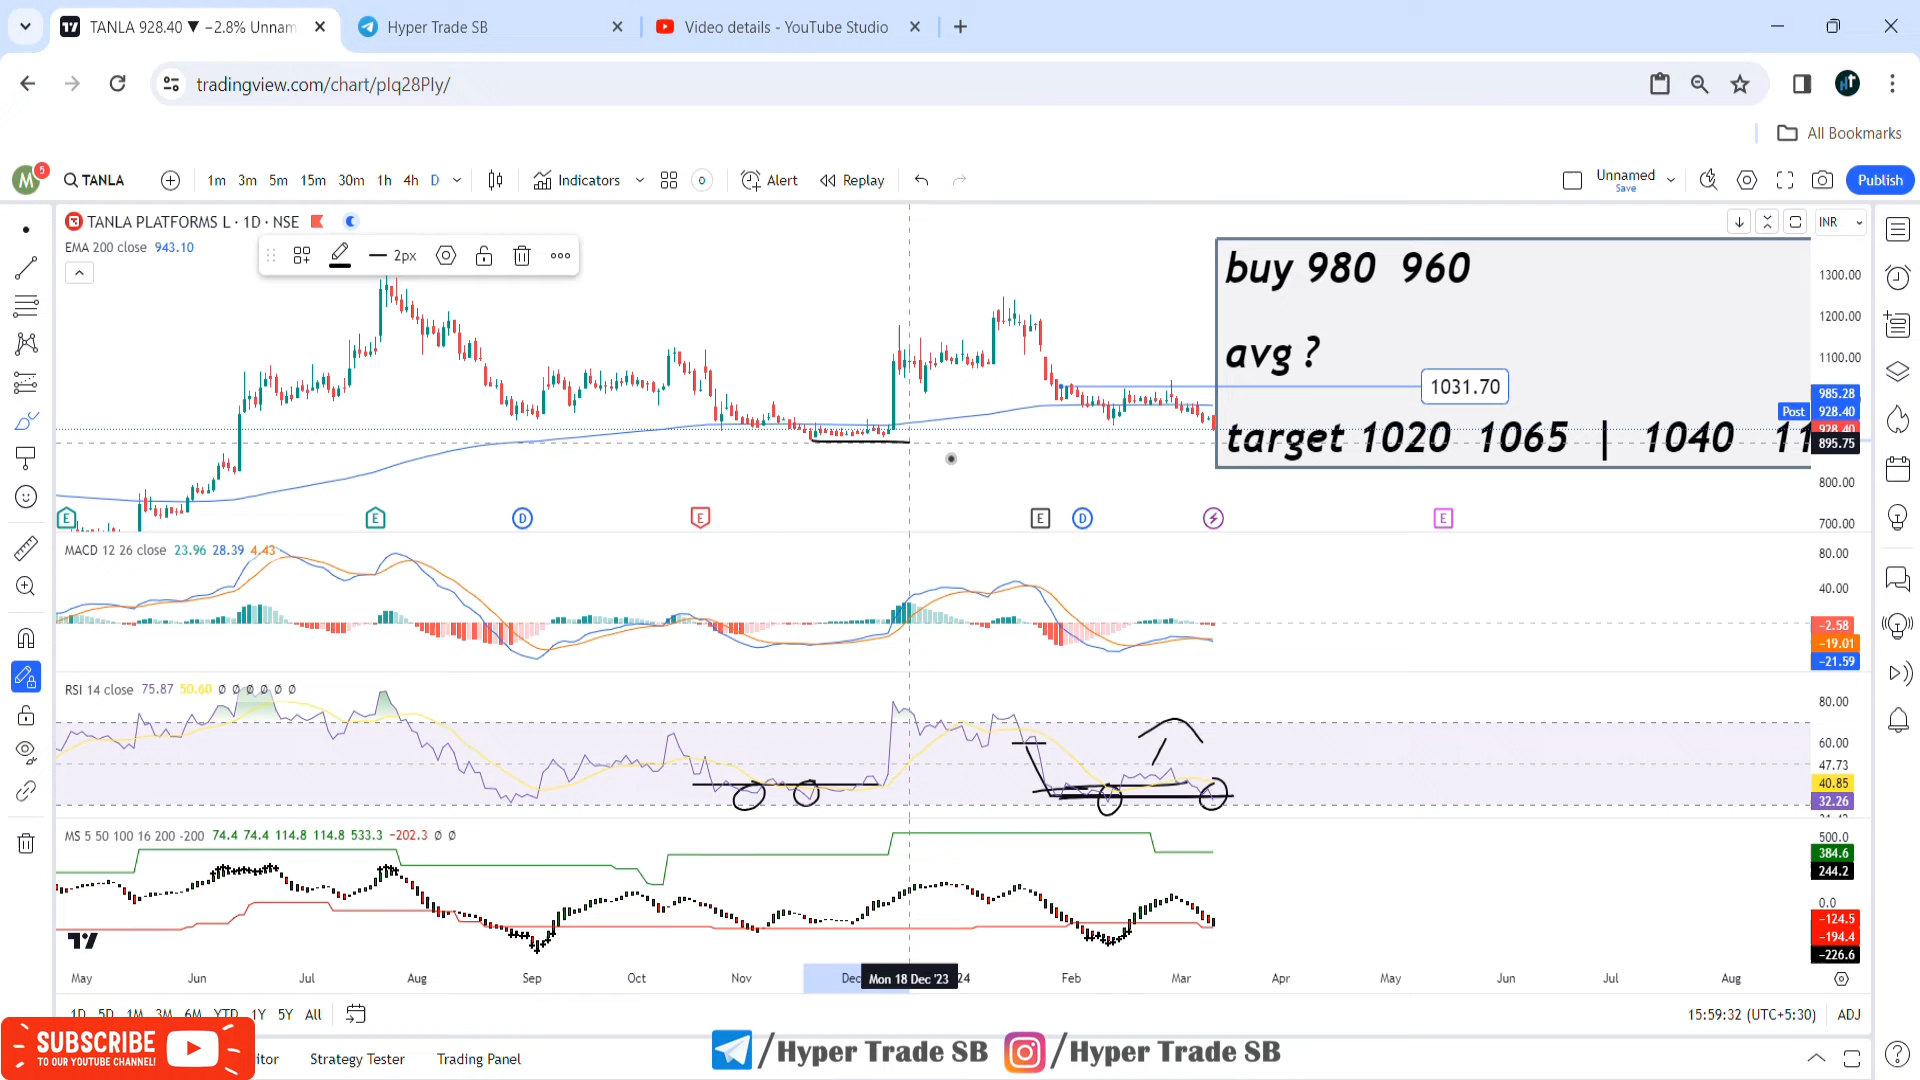 TANLA 928.40 ▼ −2.8% Unnam
Hyper Trade SB
Video details - YouTube Studio
tradingview.com/chart/pIq28PIy/
All Bookmarks
M 5
TANLA
1m 3m 5m 15m 30m 1h 4h D
Indicators
Alert
Replay
Unnamed
Save
Publish
TANLA PLATFORMS L · 1D · NSE
INR
EMA 200 close 943.10
2px
buy 980 960
avg ?
target 1020 1065 | 1040 11
1031.70
1300.00
1200.00
1100.00
985.28
Post 928.40
928.40
895.75
800.00
700.00
E E D E E D E
MACD 12 26 close 23.96 28.39 4.43
80.00
40.00
−2.58
−19.01
−21.59
RSI 14 close 75.87 50.60 Ø Ø Ø Ø Ø Ø
80.00
60.00
47.73
40.85
32.26
MS 5 50 100 16 200 -200 74.4 74.4 114.8 114.8 533.3 −202.3 Ø Ø
500.0
384.6
244.2
0.0
−124.5
−194.4
−226.6
May Jun Jul Aug Sep Oct Nov Dec Mon 18 Dec '23 24 Feb Mar Apr May Jun Jul Aug
1D 5D 1M 3M 6M YTD 1Y 5Y All
15:59:32 (UTC+5:30) ADJ
SUBSCRIBE
TO OUR YOUTUBE CHANNEL!
itor
Strategy Tester
Trading Panel
/Hyper Trade SB
/Hyper Trade SB